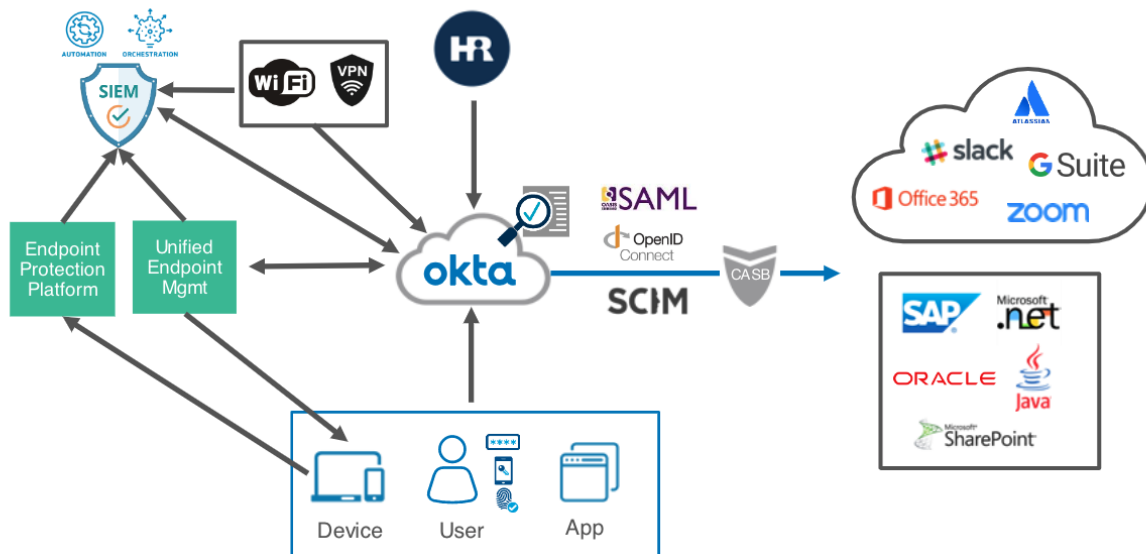 AUTOMATION
ORCHESTRATION
SIEM
Wi Fi
VPN
HR
ATLASSIAN
slack
G Suite
Office 365
zoom
Endpoint
Protection
Platform
Unified
Endpoint
Mgmt
okta
SAML
OpenID
Connect
SCIM
CASB
SAP
Microsoft
.net
ORACLE
Java
Microsoft
SharePoint
****
Device
User
App